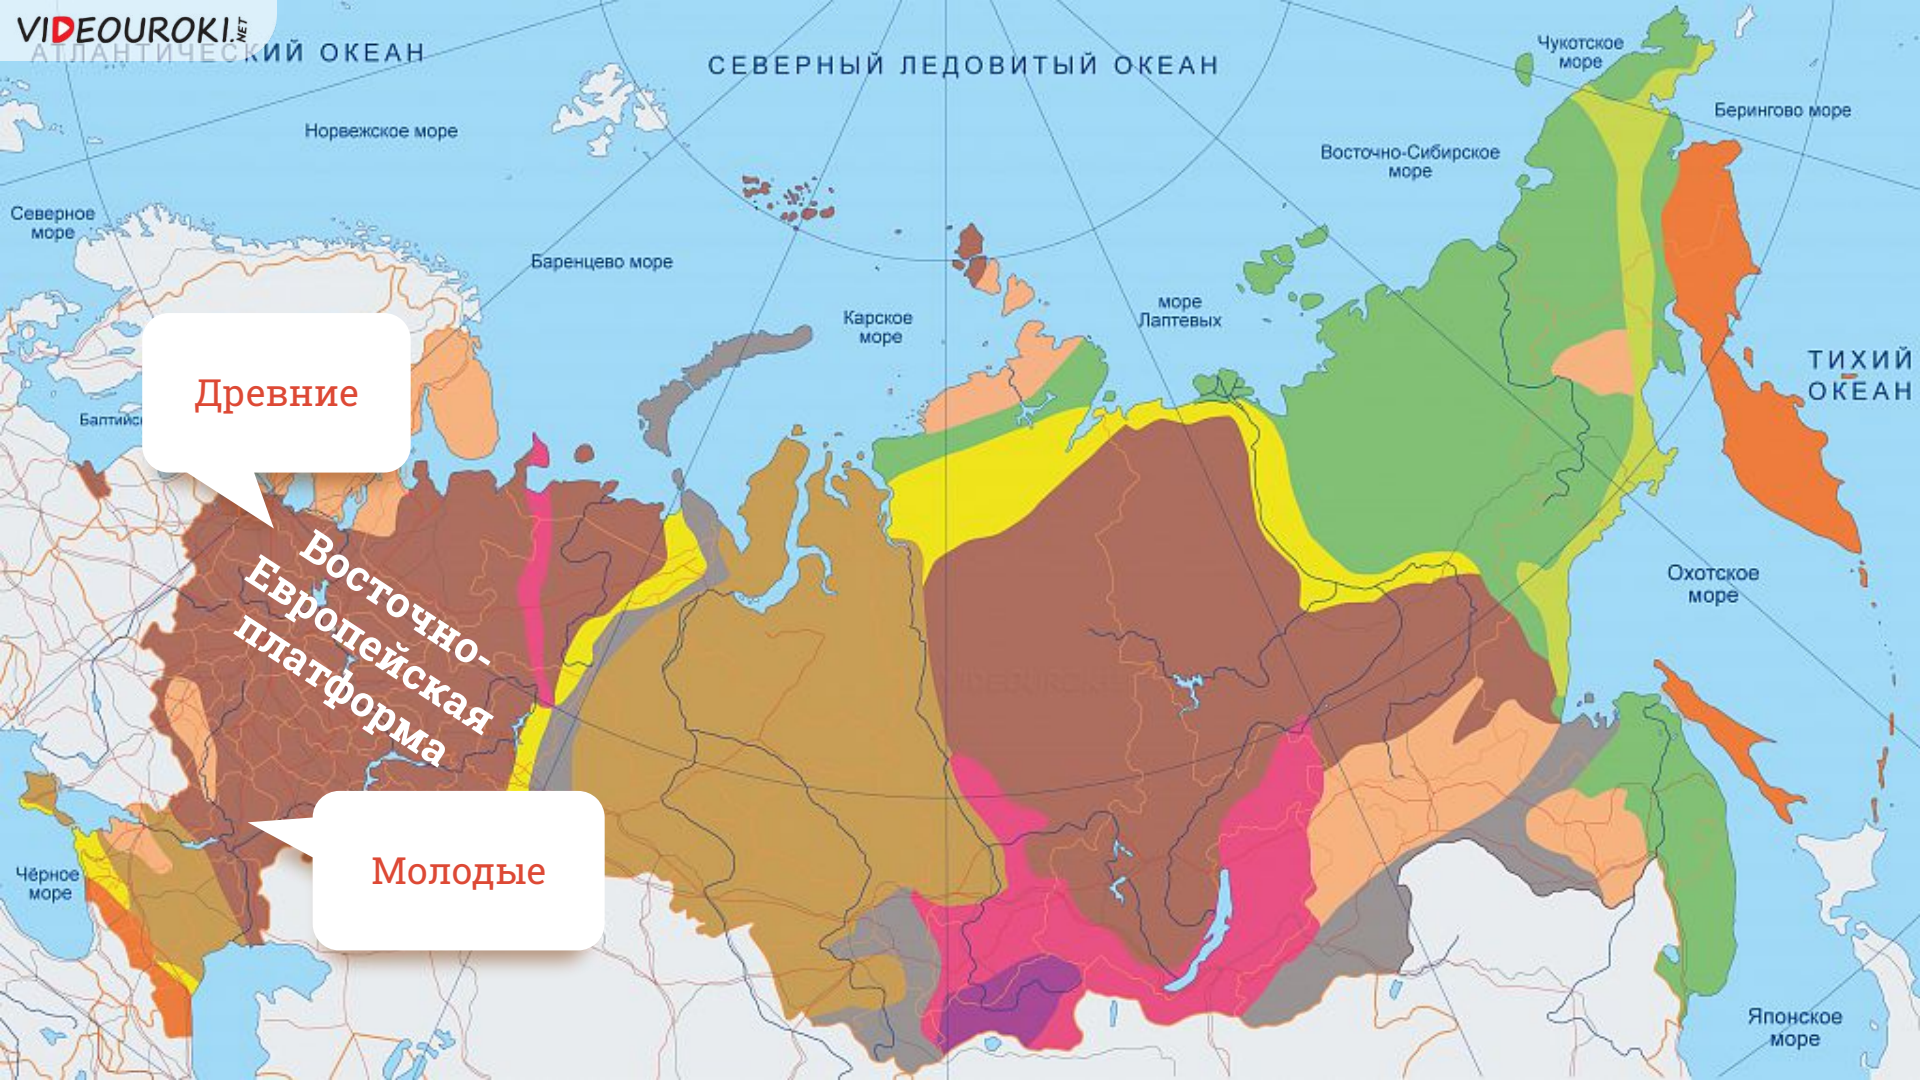 VIDEOUROKI.NET
АТЛАНТИЧЕСКИЙ ОКЕАН
СЕВЕРНЫЙ ЛЕДОВИТЫЙ ОКЕАН
Чукотское
море
Берингово море
Норвежское море
Восточно-Сибирское
море
Северное
море
Баренцево море
Карское
море
море
Лаптевых
ТИХИЙ
ОКЕАН
Древние
Балтийс
Восточно-
Европейская
платформа
Охотское
море
Молодые
Чёрное
море
Японское
море